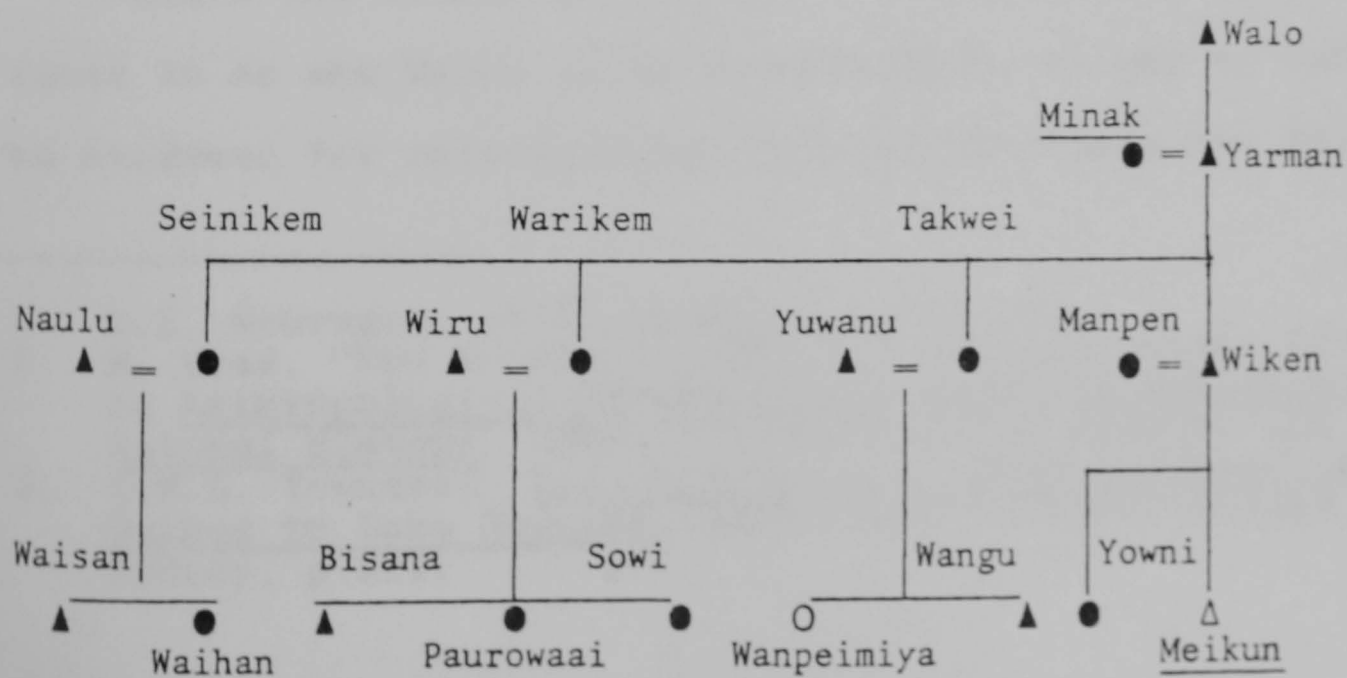 Walo
Minak
= Yarman
Seinikem Warikem Takwei
Naulu Wiru Yuwanu Manpen
= = = = Wiken
Waisan Bisana Sowi Wangu Yowni
Waihan Paurowaai Wanpeimiya Meikun